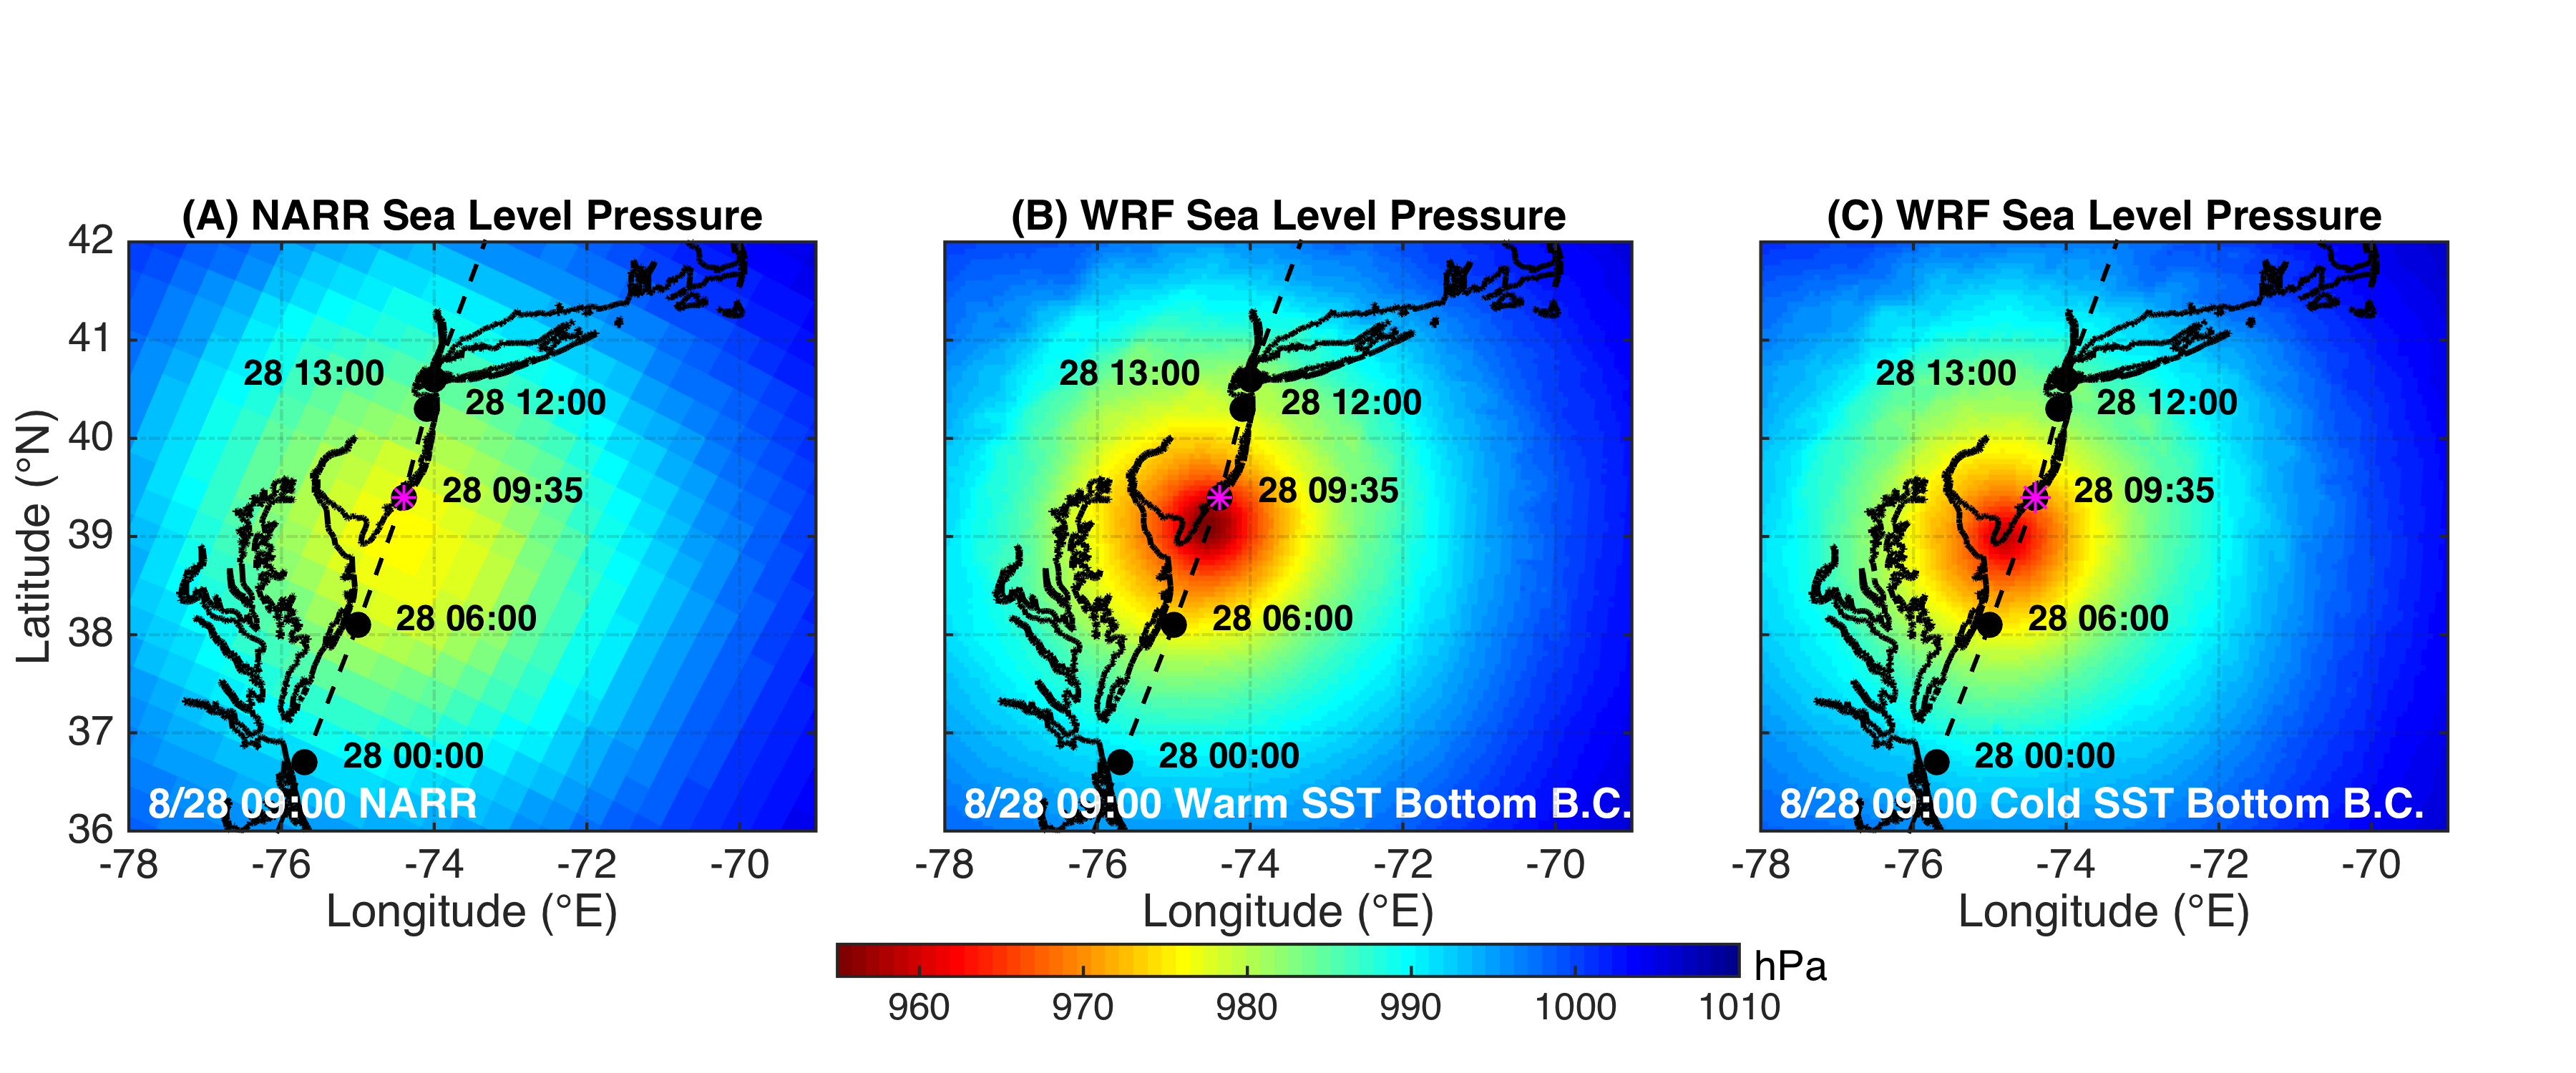 (A) NARR Sea Level Pressure
42
41
40
39
38
37
36
Latitude (°N)
28 13:00
28 12:00
28 09:35
28 06:00
28 00:00
8/28 09:00 NARR
-78 -76 -74 -72 -70
Longitude (°E)
(B) WRF Sea Level Pressure
28 13:00
28 12:00
28 09:35
28 06:00
28 00:00
8/28 09:00 Warm SST Bottom B.C.
-78 -76 -74 -72 -70
Longitude (°E)
(C) WRF Sea Level Pressure
28 13:00
28 12:00
28 09:35
28 06:00
28 00:00
8/28 09:00 Cold SST Bottom B.C.
-78 -76 -74 -72 -70
Longitude (°E)
hPa
960 970 980 990 1000 1010